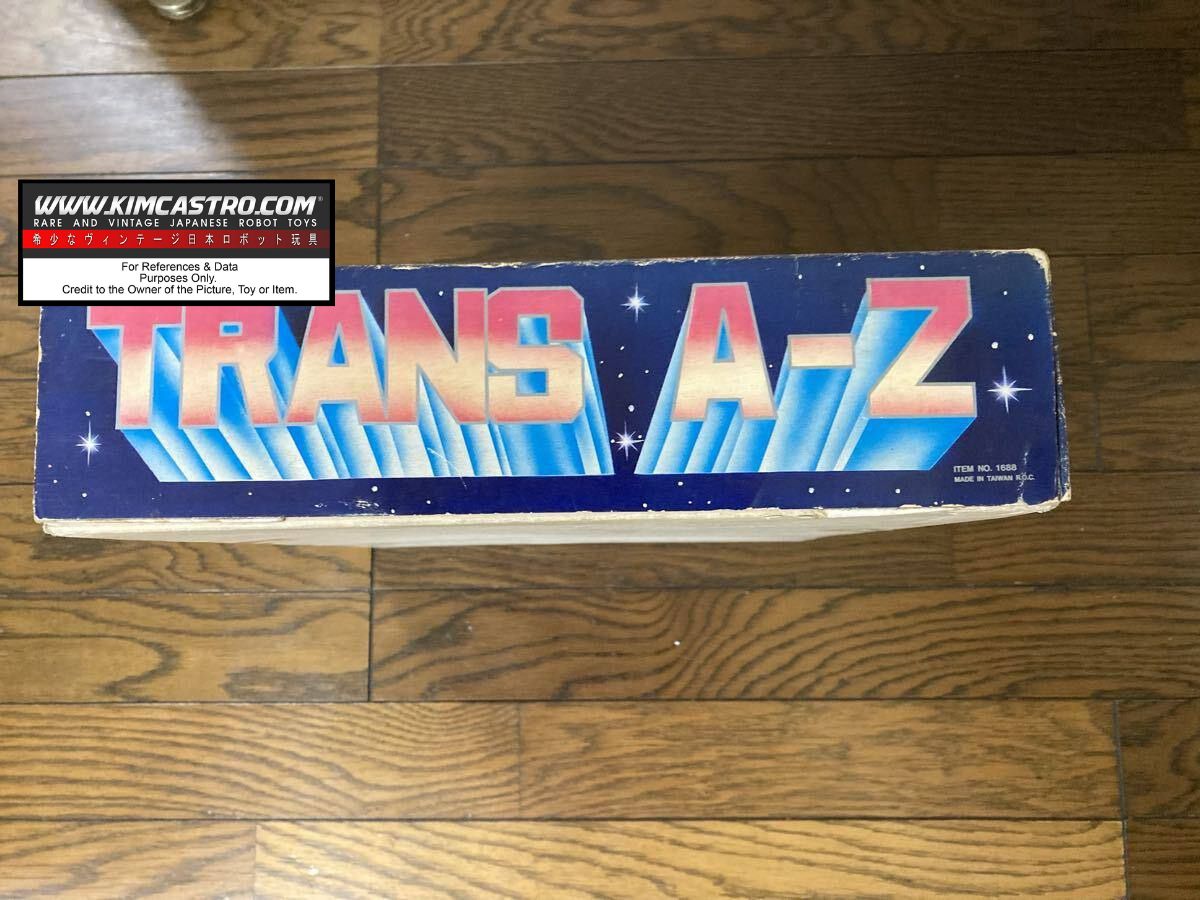 WWW.KIMCASTRO.COM®
RARE AND VINTAGE JAPANESE ROBOT TOYS
希少なヴィンテージ日本ロボット玩具
For References & Data
Purposes Only.
Credit to the Owner of the Picture, Toy or Item.
TRANS A-Z
ITEM NO. 1688
MADE IN TAIWAN R.O.C.